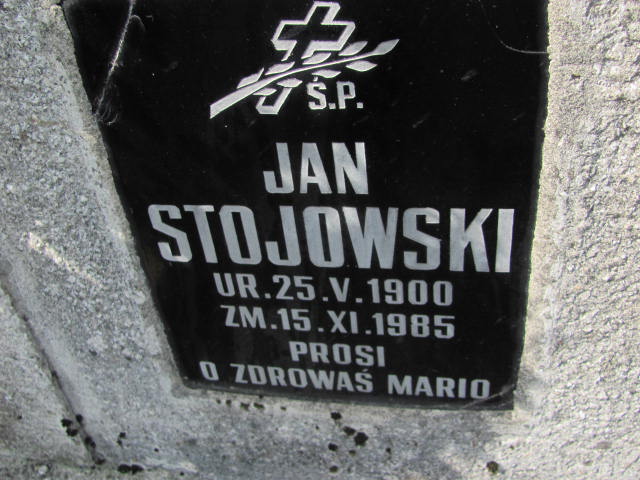 Ś.P.
JAN
STOJOWSKI
UR.25.V.1900
ZM.15.XI.1985
PROSI
O ZDROWAŚ MARIO